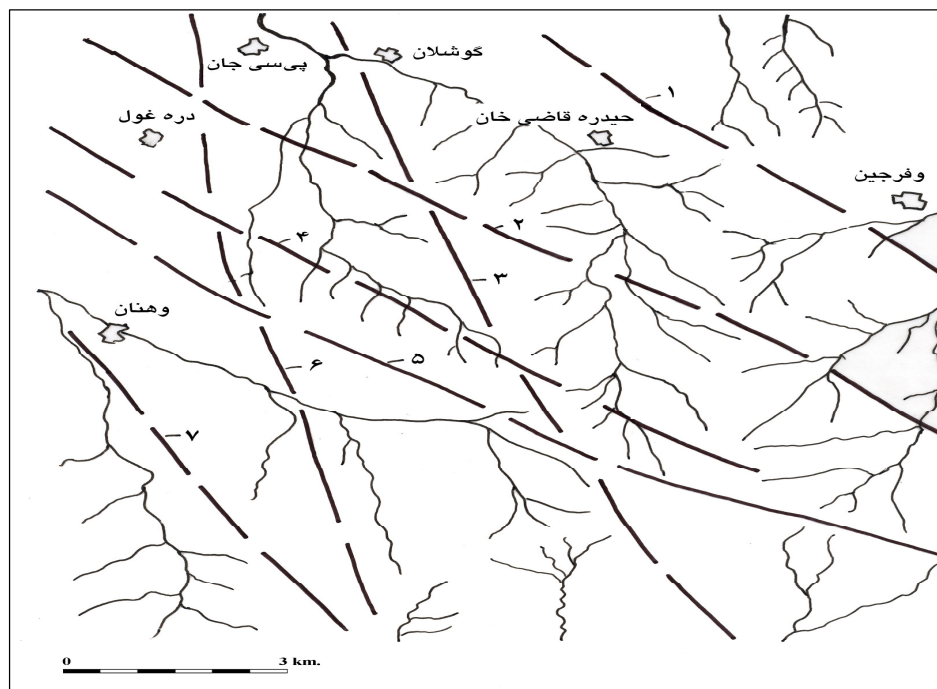 گوشلان
پی‌سی جان
۱
دره غول
حیدره قاضی خان
وفرجین
۲
۴
۳
وهنان
۵
۶
۷
0 3 km.